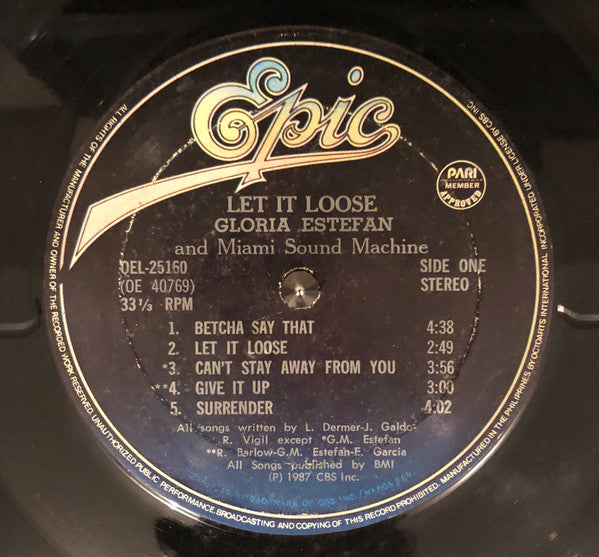 Epic
PARI
MEMBER
APPROVED
LET IT LOOSE
GLORIA ESTEFAN
and Miami Sound Machine
QEL-25160
SIDE ONE
(OE 40769)
STEREO
33 1/3 RPM
1. BETCHA SAY THAT 4:38
2. LET IT LOOSE 2:49
*3. CAN'T STAY AWAY FROM YOU 3:56
**4. GIVE IT UP 3:00
5. SURRENDER 4:02
All songs written by L. Dermer-J. Galdo-
R. Vigil except *G.M. Estefan
**R. Barlow-G.M. Estefan-E. Garcia
All Songs published by BMI
(P) 1987 CBS Inc.
ALL RIGHTS OF THE MANUFACTURER AND OWNER OF THE RECORDED WORK RESERVED. UNAUTHORIZED PUBLIC PERFORMANCE, BROADCASTING AND COPYING OF THIS RECORD PROHIBITED. MANUFACTURED IN THE PHILIPPINES BY OCTOARTS INTERNATIONAL INCORPORATED UNDER LICENSE BY CBS INC.